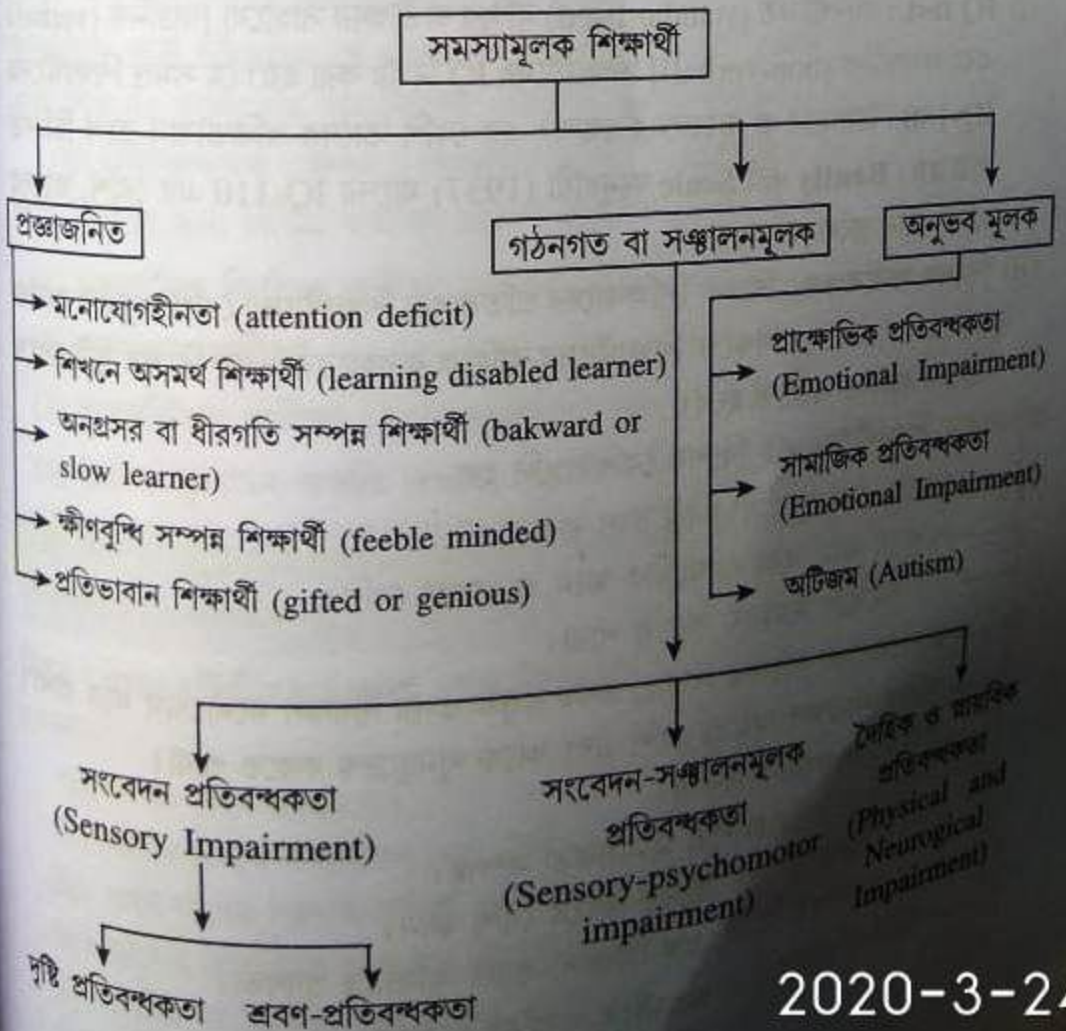 সমস্যামূলক শিক্ষার্থী
প্রজ্ঞাজনিত
গঠনগত বা সঞ্চালনমূলক
অনুভব মূলক
মনোযোগহীনতা (attention deficit)
শিখনে অসমর্থ শিক্ষার্থী (learning disabled learner)
অনগ্রসর বা ধীরগতি সম্পন্ন শিক্ষার্থী (bakward or
slow learner)
ক্ষীণবুদ্ধি সম্পন্ন শিক্ষার্থী (feeble minded)
প্রতিভাবান শিক্ষার্থী (gifted or genious)
প্রাক্ষোভিক প্রতিবন্ধকতা
(Emotional Impairment)
সামাজিক প্রতিবন্ধকতা
(Emotional Impairment)
অটিজম (Autism)
সংবেদন প্রতিবন্ধকতা
(Sensory Impairment)
সংবেদন-সঞ্চালনমূলক
প্রতিবন্ধকতা
(Sensory-psychomotor
impairment)
দৈহিক ও স্নায়বিক
প্রতিবন্ধকতা
(Physical and
Neurogical
Impairment)
দৃষ্টি প্রতিবন্ধকতা
শ্রবণ-প্রতিবন্ধকতা
2020-3-24